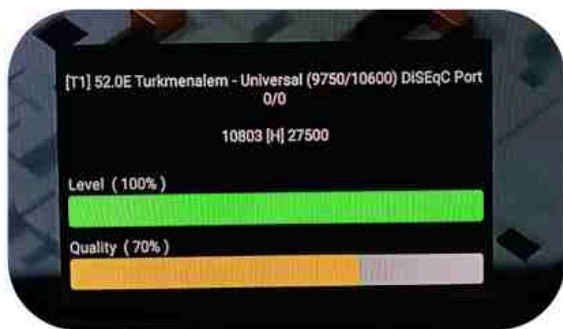 [T1] 52.0E Turkmenalem - Universal (9750/10600) DiSEqC Port
0/0
10803 [H] 27500
Level ( 100% )
Quality ( 70% )